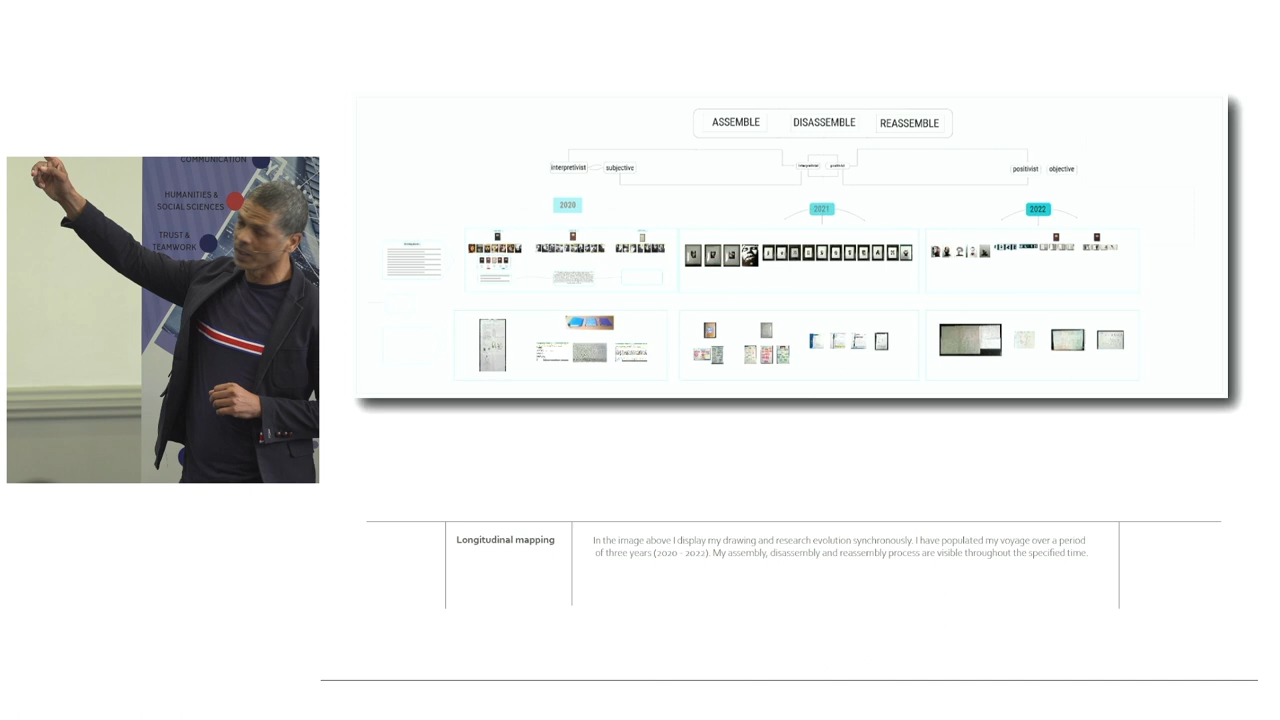 COMMUNICATION
HUMANITIES &
SOCIAL SCIENCES
TRUST &
TEAMWORK
ASSEMBLE DISASSEMBLE REASSEMBLE
interpretivist subjective
interpretivist positivist
positivist objective
2020
2021
2022
Longitudinal mapping
In the image above I display my drawing and research evolution synchronously. I have populated my voyage over a period
of three years (2020 - 2022). My assembly, disassembly and reassembly process are visible throughout the specified time.